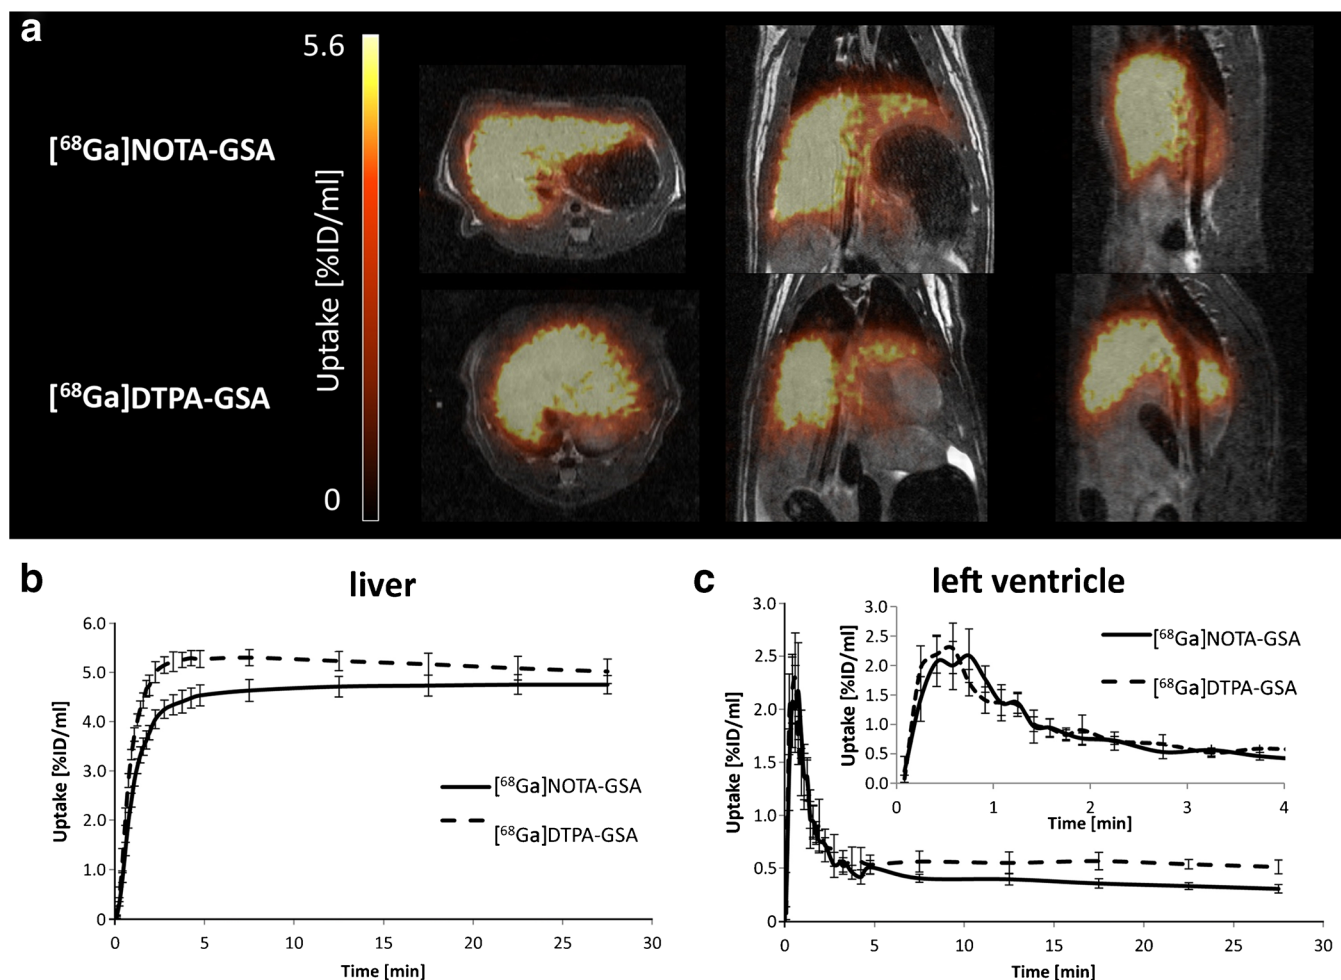 a
5.6
[68Ga]NOTA-GSA
Uptake [%ID/ml]
[68Ga]DTPA-GSA
0
b
liver
6.0
5.0
4.0
3.0
2.0
1.0
0
Uptake [%ID/ml]
[68Ga]NOTA-GSA
[68Ga]DTPA-GSA
0 5 10 15 20 25 30
Time [min]
c
left ventricle
3.0
2.5
2.0
1.5
1.0
0.5
0
Uptake [%ID/ml]
3.0
2.5
2.0
1.5
1.0
0.5
0.0
Uptake [%ID/ml]
[68Ga]NOTA-GSA
[68Ga]DTPA-GSA
0 1 2 3 4
Time [min]
0 5 10 15 20 25 30
Time [min]